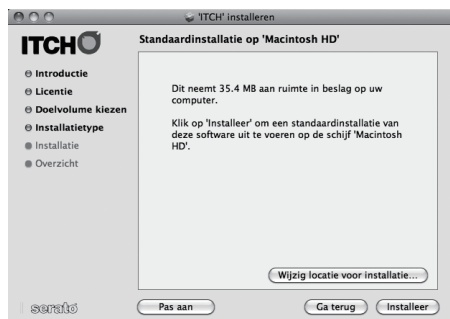 'ITCH' installeren
ITCH
Standaardinstallatie op 'Macintosh HD'
Introductie
Licentie
Doelvolume kiezen
Installatietype
Installatie
Overzicht
Dit neemt 35.4 MB aan ruimte in beslag op uw
computer.
Klik op 'Installeer' om een standaardinstallatie van
deze software uit te voeren op de schijf 'Macintosh
HD'.
Wijzig locatie voor installatie...
serato
Pas aan
Ga terug
Installeer